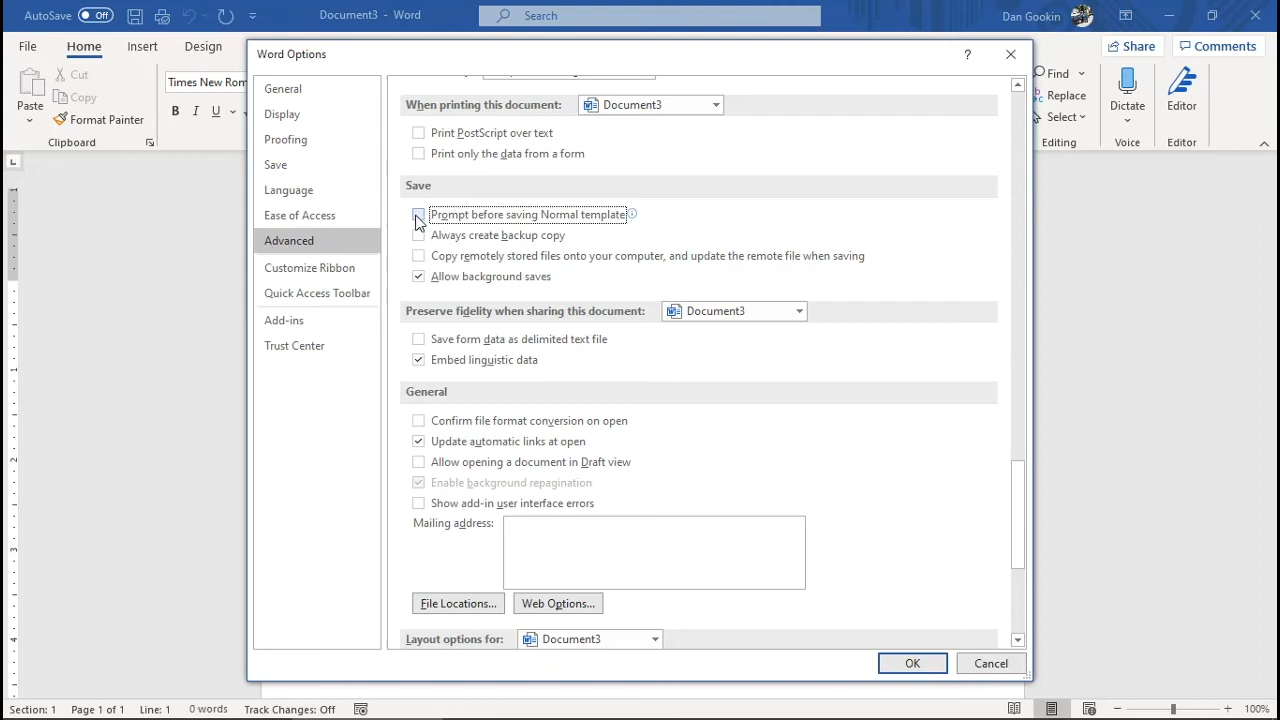 AutoSave Off Document3 - Word Search Dan Gookin
File Home Insert Design Share Comments
Paste Cut Copy Format Painter
Clipboard
Times New Rom
B I U
Find
Replace
Select
Editing
Dictate
Voice
Editor
Editor
Word Options
General
Display
Proofing
Save
Language
Ease of Access
Advanced
Customize Ribbon
Quick Access Toolbar
Add-ins
Trust Center
When printing this document: Document3
Print PostScript over text
Print only the data from a form
Save
Prompt before saving Normal template
Always create backup copy
Copy remotely stored files onto your computer, and update the remote file when saving
Allow background saves
Preserve fidelity when sharing this document: Document3
Save form data as delimited text file
Embed linguistic data
General
Confirm file format conversion on open
Update automatic links at open
Allow opening a document in Draft view
Enable background repagination
Show add-in user interface errors
Mailing address:
File Locations... Web Options...
Layout options for: Document3
OK Cancel
Section: 1 Page 1 of 1 Line: 1 0 words Track Changes: Off 100%